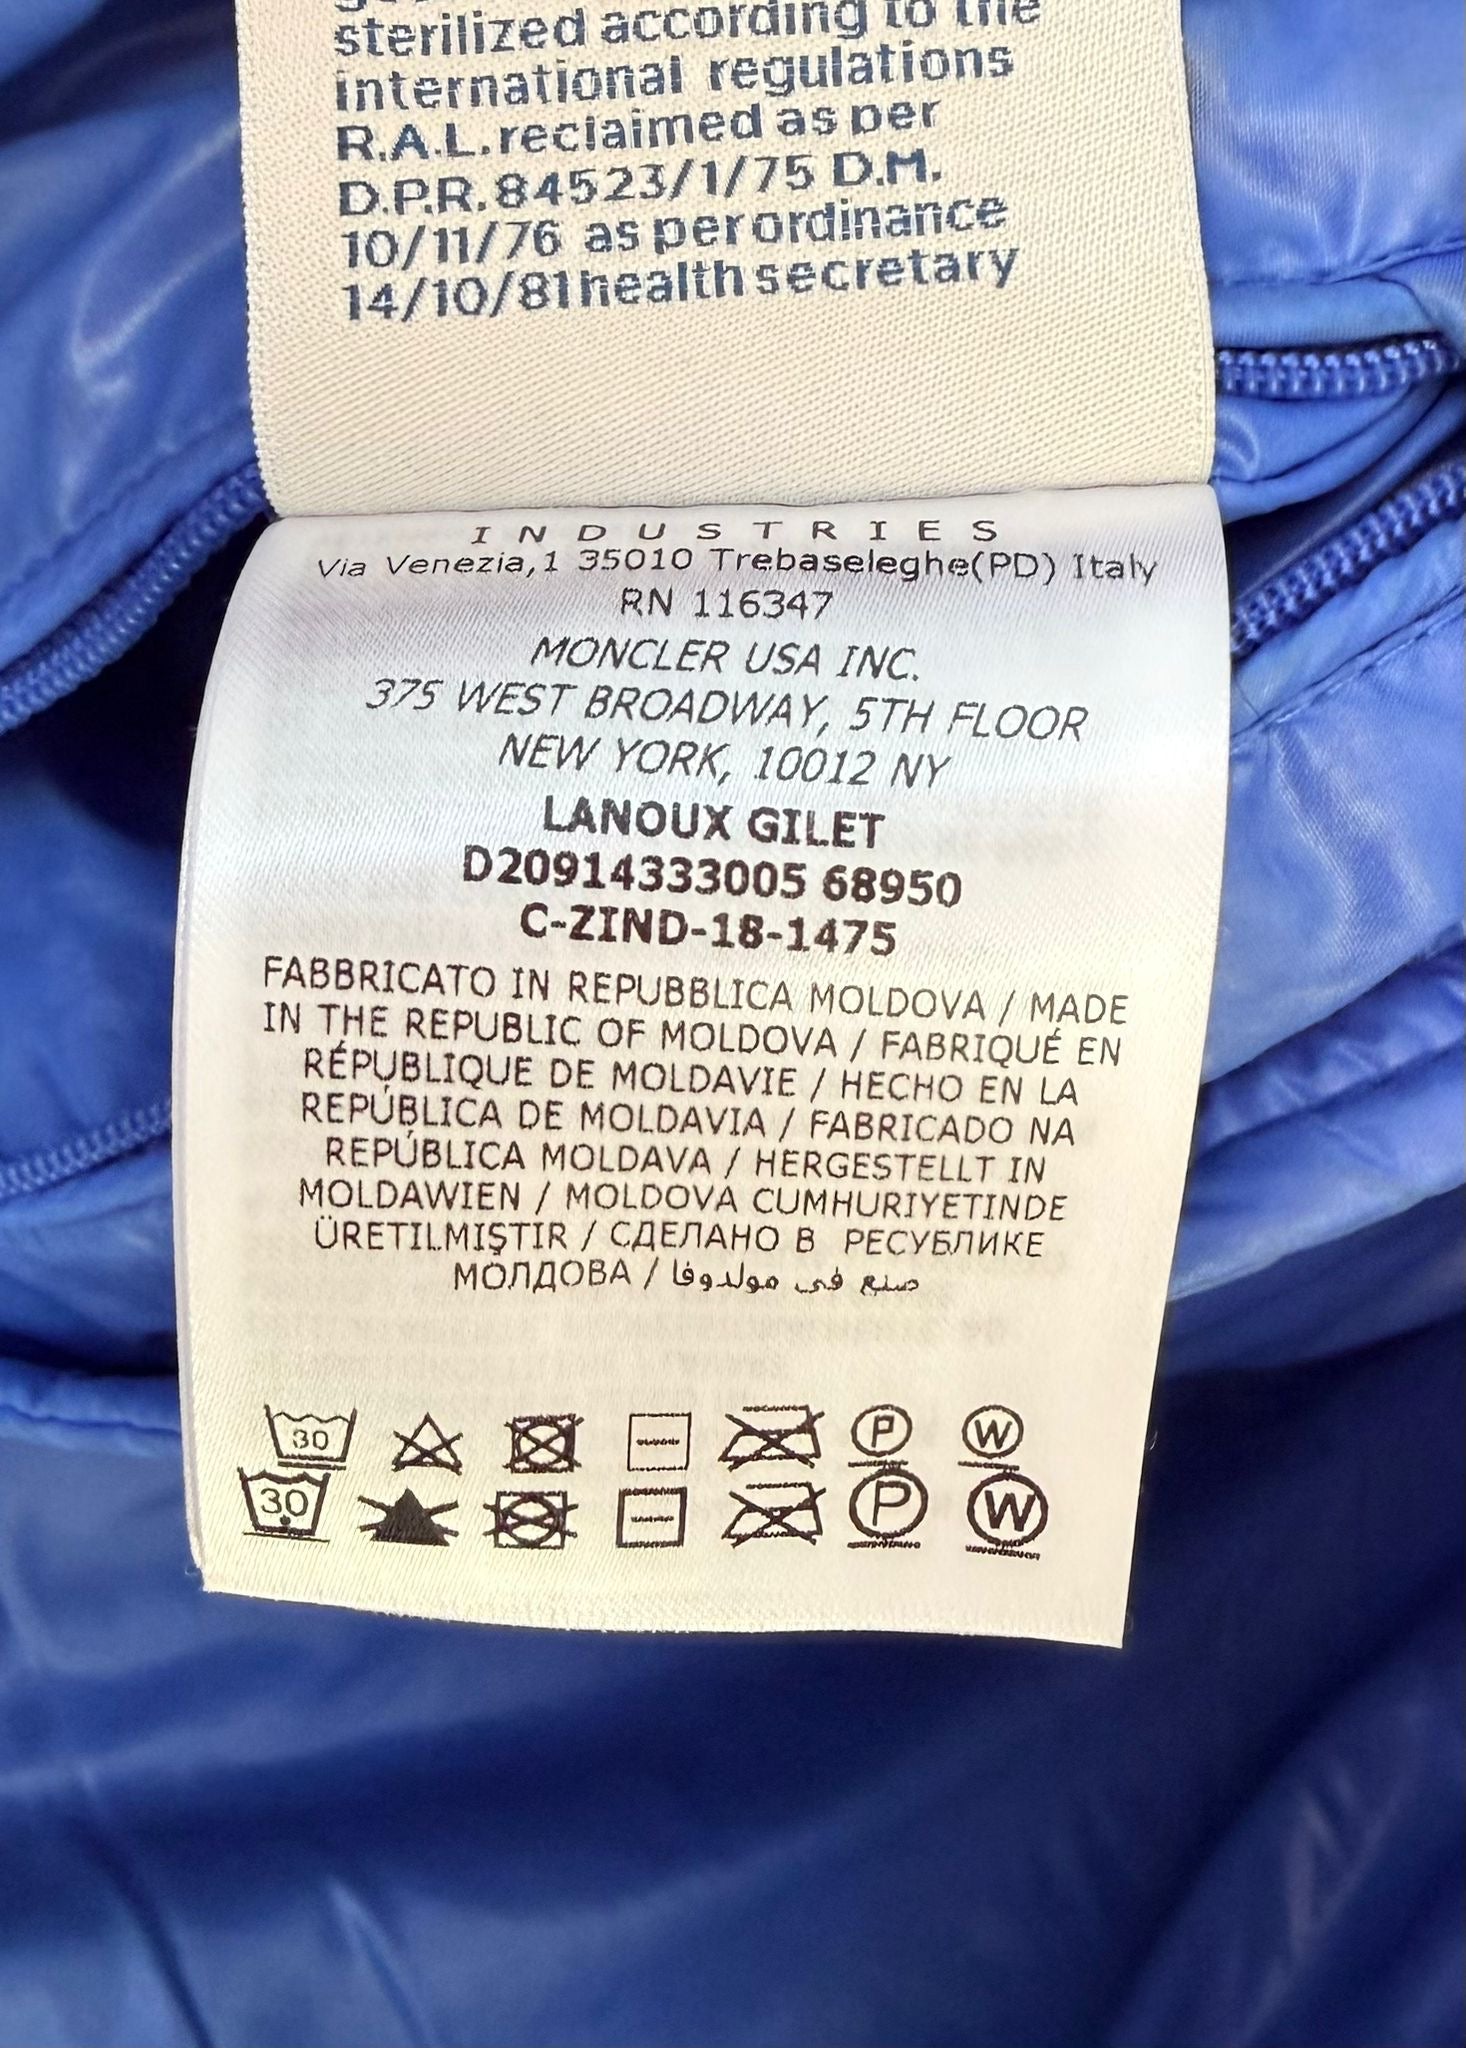 sterilized according to the
international regulations
R.A.L. reclaimed as per
D.P.R. 84523/1/75 D.M.
10/11/76 as per ordinance
14/10/81 health secretary
INDUSTRIES
Via Venezia,1 35010 Trebaseleghe(PD) Italy
RN 116347
MONCLER USA INC.
375 WEST BROADWAY, 5TH FLOOR
NEW YORK, 10012 NY
LANOUX GILET
D20914333005 68950
C-ZIND-18-1475
FABBRICATO IN REPUBBLICA MOLDOVA / MADE
IN THE REPUBLIC OF MOLDOVA / FABRIQUÉ EN
RÉPUBLIQUE DE MOLDAVIE / HECHO EN LA
REPÚBLICA DE MOLDAVIA / FABRICADO NA
REPÚBLICA MOLDAVA / HERGESTELLT IN
MOLDAWIEN / MOLDOVA CUMHURIYETINDE
ÜRETILMIŞTIR / СДЕЛАНО В РЕСУБЛИКЕ
МОЛДОВА / صنع في مولدوفا
30 P W
30 P W